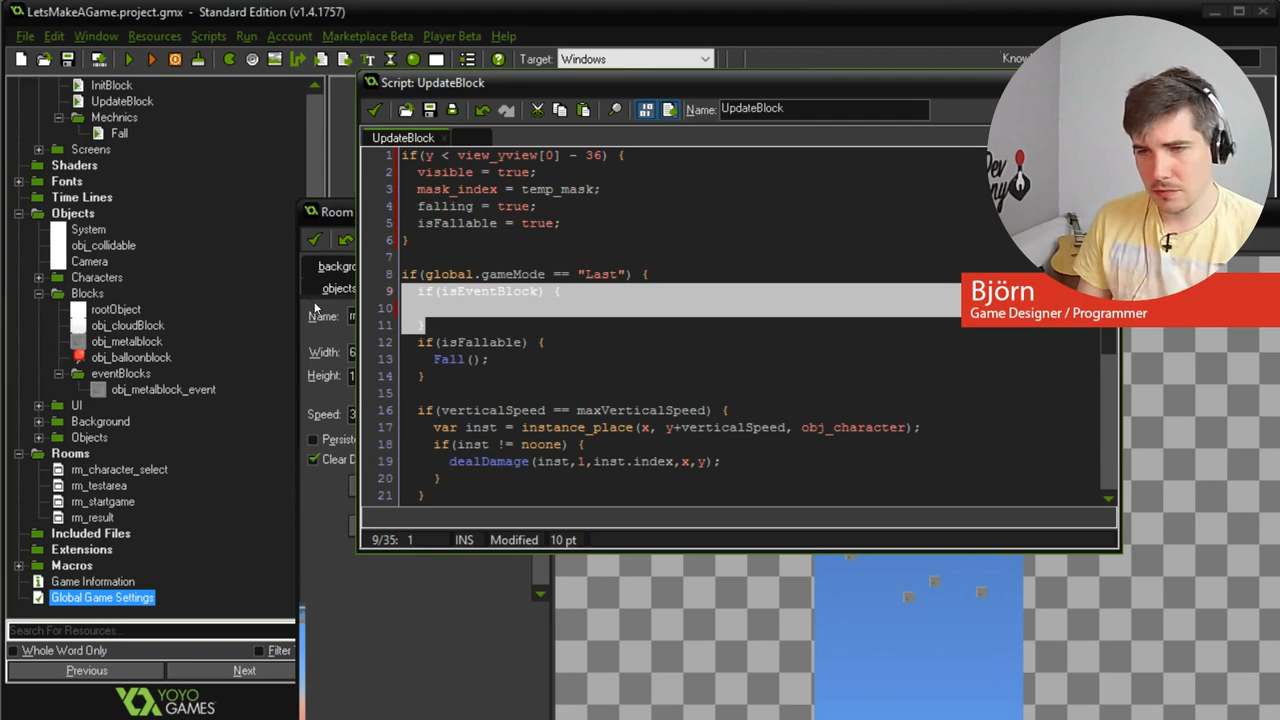 LetsMakeAGame.project.gmx - Standard Edition (v1.4.1757)
File Edit Window Resources Scripts Run Account Marketplace Beta Player Beta Help
Target: Windows
InitBlock
UpdateBlock
Mechnics
Fall
Screens
Shaders
Fonts
Time Lines
Objects
System
obj_collidable
Camera
Characters
Blocks
rootObject
obj_cloudBlock
obj_metalblock
obj_balloonblock
eventBlocks
obj_metalblock_event
UI
Background
Objects
Rooms
rm_character_select
rm_testarea
rm_startgame
rm_result
Included Files
Extensions
Macros
Game Information
Global Game Settings
Search For Resources...
Whole Word Only Filter
Previous Next
YOYO
GAMES
Room
objects
Name:
Width: 6
Height: 1
Speed: 3
Script: UpdateBlock
Name: UpdateBlock
UpdateBlock
1 if(y < view_yview[0] - 36) {
2 visible = true;
3 mask_index = temp_mask;
4 falling = true;
5 isFallable = true;
6 }
7
8 if(global.gameMode == "Last") {
9 if(isEventBlock) {
10
11 }
12 if(isFallable) {
13 Fall();
14 }
15
16 if(verticalSpeed == maxVerticalSpeed) {
17 var inst = instance_place(x, y+verticalSpeed, obj_character);
18 if(inst != noone) {
19 dealDamage(inst,1,inst.index,x,y);
20 }
21 }
9/35: 1 INS Modified 10 pt
Björn
Game Designer / Programmer